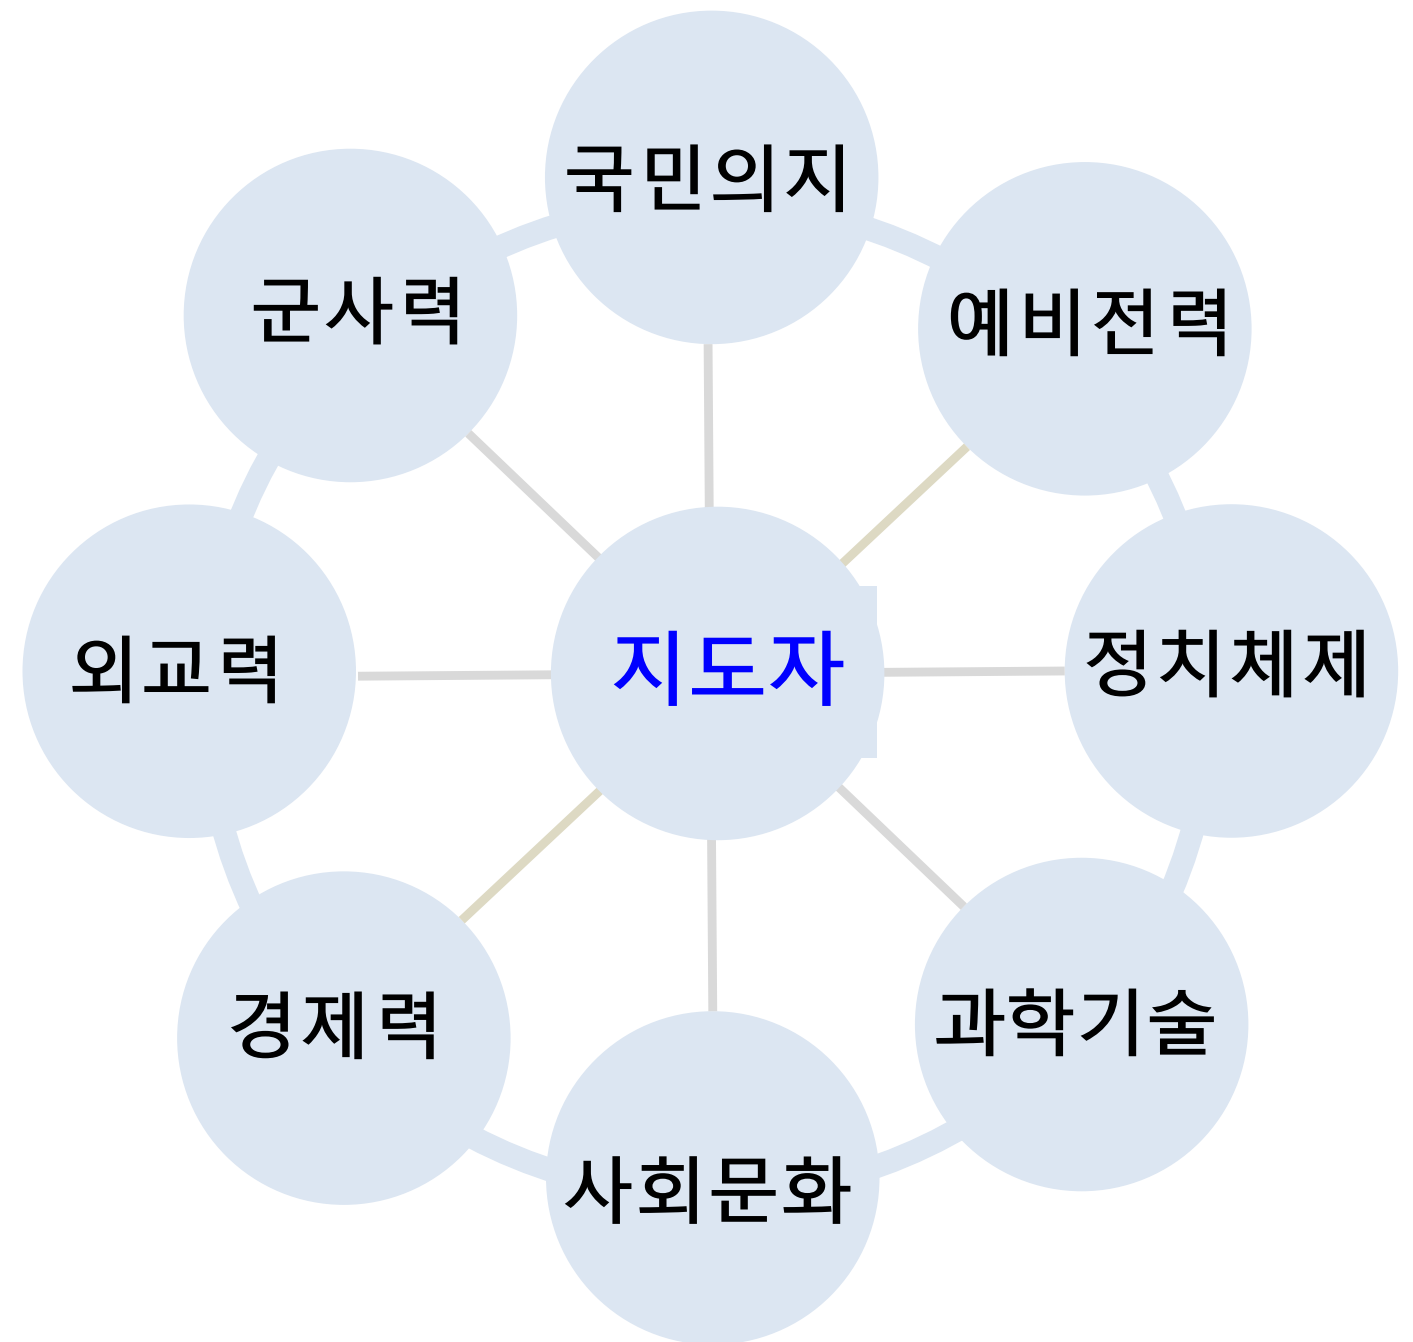 국민의지
군사력
예비전력
외교력
지도자
정치체제
경제력
과학기술
사회문화